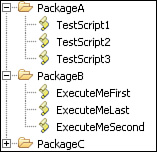 PackageA
TestScript1
TestScript2
TestScript3
PackageB
ExecuteMeFirst
ExecuteMeLast
ExecuteMeSecond
PackageC